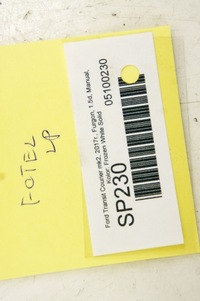 FOTEL
LP
Ford Transit Courier mk2, 2017r., Furgon, 1.5d, Manual,
Kolor Frozen White Solid
SP230
05100230